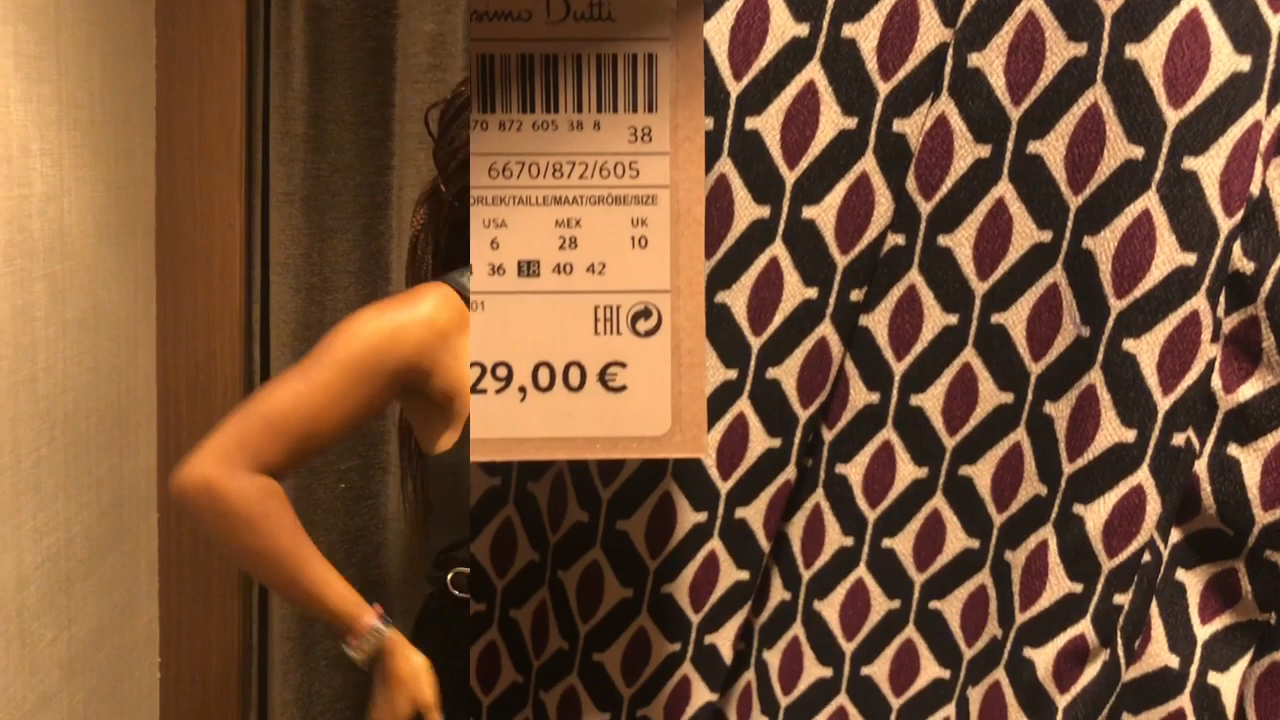 simo Dutti
70 872 605 38 8
38
6670/872/605
ORLEK/TAILLE/MAAT/GRÖBE/SIZE
USA MEX UK
6 28 10
36 38 40 42
01
EAC
29,00 €